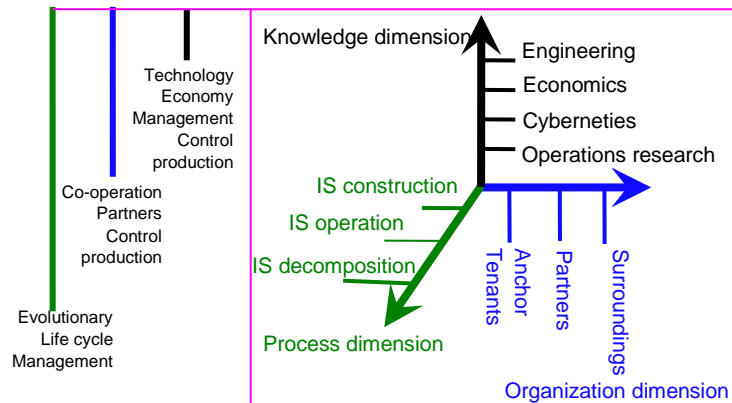 Technology
Economy
Management
Control
production
Co-operation
Partners
Control
production
Evolutionary
Life cycle
Management
Knowledge dimension
Engineering
Economics
Cyberneties
Operations research
IS construction
IS operation
IS decomposition
Process dimension
Anchor
Tenants
Partners
Surroundings
Organization dimension